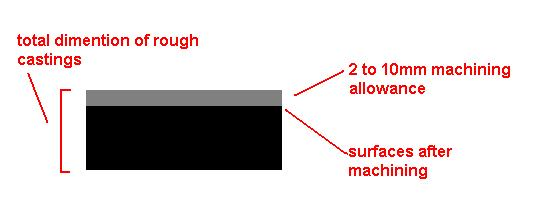 total dimention of rough
castings
2 to 10mm machining
allowance
surfaces after
machining